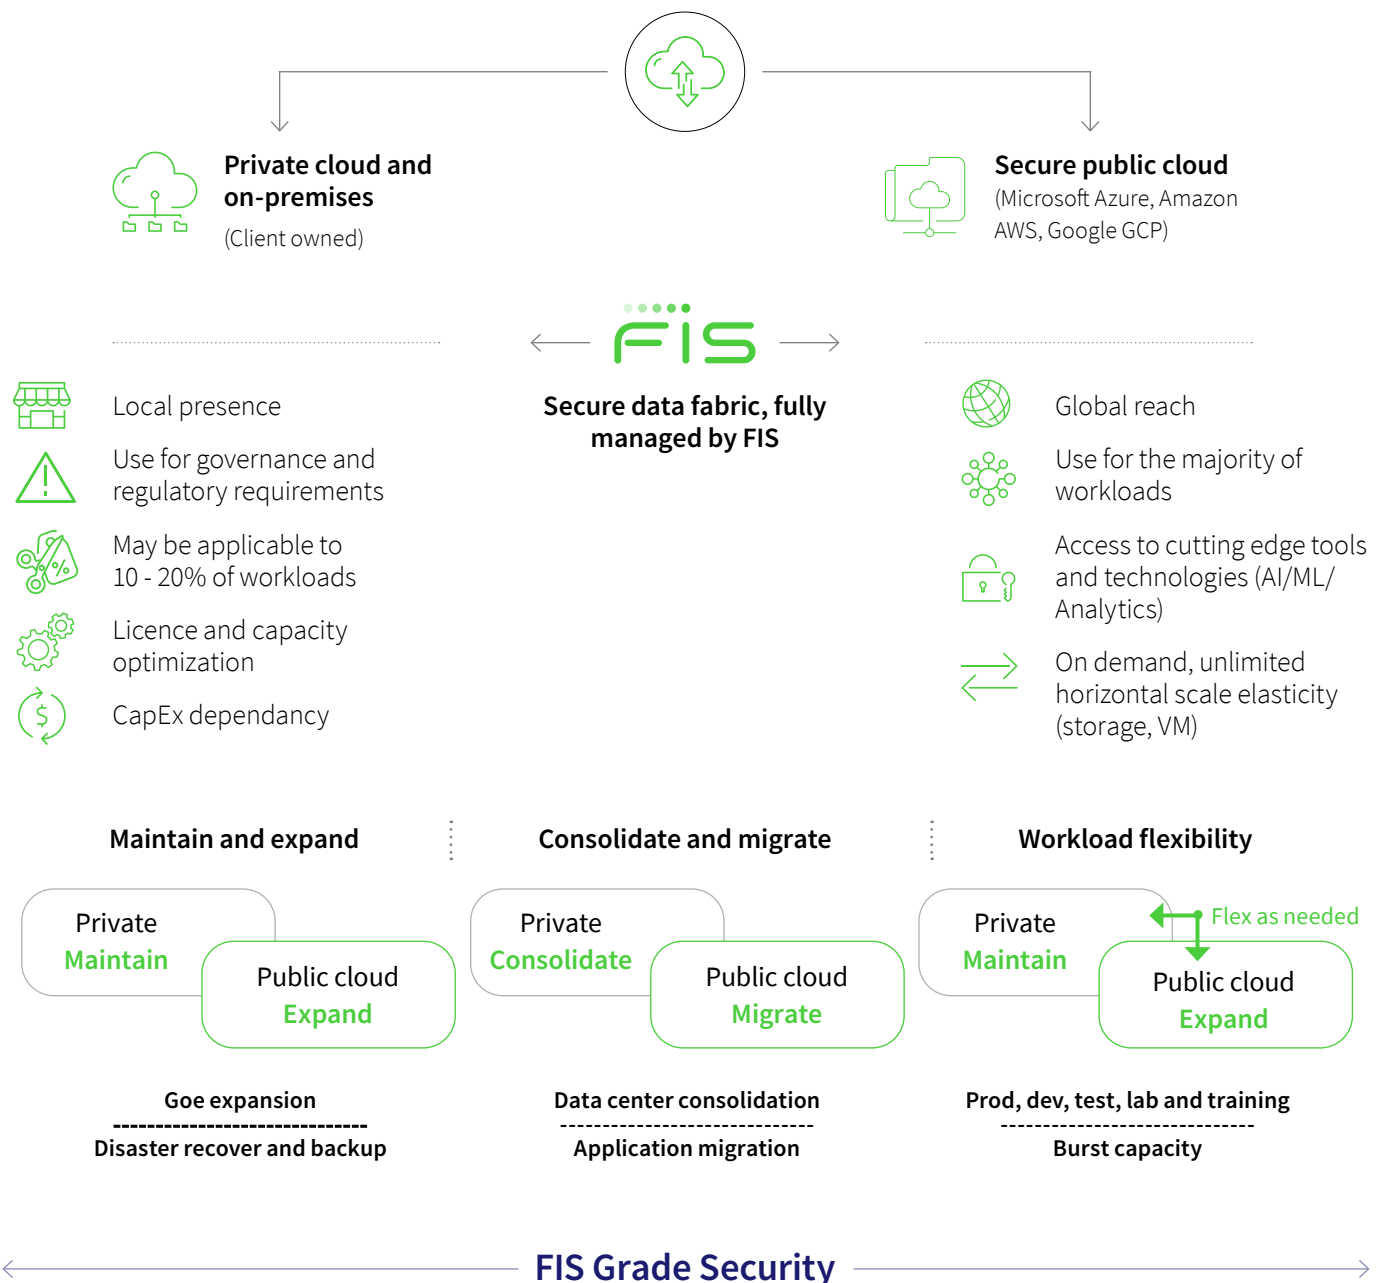 Private cloud and
on-premises
(Client owned)
Secure public cloud
(Microsoft Azure, Amazon
AWS, Google GCP)
FIS
Secure data fabric, fully
managed by FIS
Local presence
Use for governance and
regulatory requirements
%
May be applicable to
10 - 20% of workloads
Licence and capacity
optimization
$
CapEx dependancy
Global reach
Use for the majority of
workloads
Access to cutting edge tools
and technologies (AI/ML/
Analytics)
On demand, unlimited
horizontal scale elasticity
(storage, VM)
Maintain and expand
Private
Maintain
Public cloud
Expand
Goe expansion
Disaster recover and backup
Consolidate and migrate
Private
Consolidate
Public cloud
Migrate
Data center consolidation
Application migration
Workload flexibility
Private
Maintain
Flex as needed
Public cloud
Expand
Prod, dev, test, lab and training
Burst capacity
FIS Grade Security